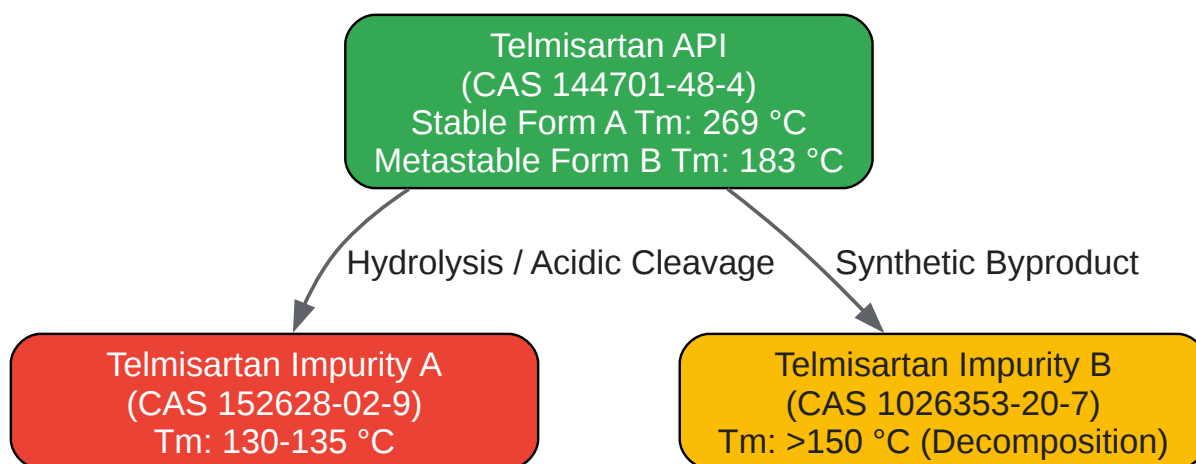 Telmisartan API
(CAS 144701-48-4)
Stable Form A Tm: 269 °C
Metastable Form B Tm: 183 °C
Hydrolysis / Acidic Cleavage
Synthetic Byproduct
Telmisartan Impurity A
(CAS 152628-02-9)
Tm: 130-135 °C
Telmisartan Impurity B
(CAS 1026353-20-7)
Tm: >150 °C (Decomposition)